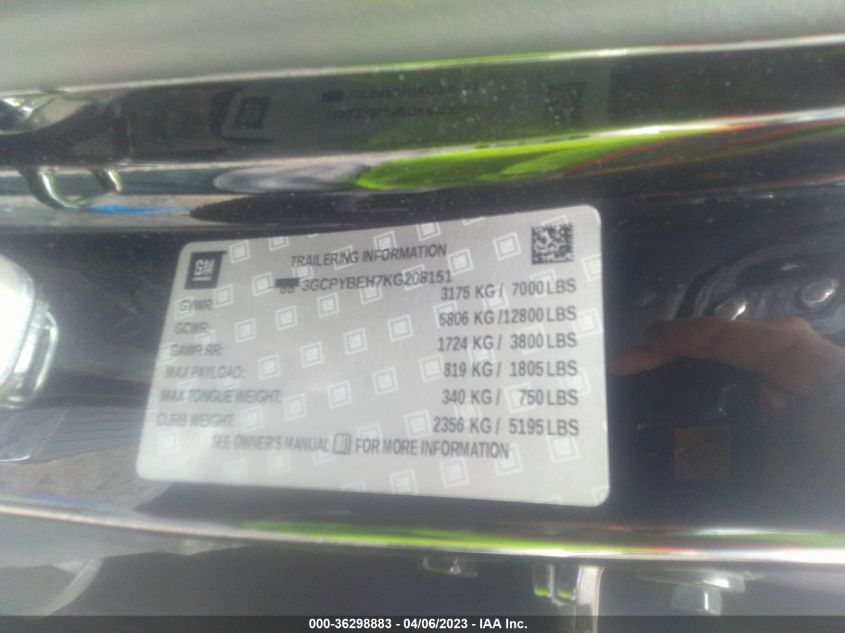 GM
TRAILERING INFORMATION
3GCPYBEH7KG208151
GVWR: 3175 KG / 7000 LBS
GCWR: 5806 KG / 12800 LBS
GAWR RR: 1724 KG / 3800 LBS
MAX PAYLOAD: 819 KG / 1805 LBS
MAX TONGUE WEIGHT: 340 KG / 750 LBS
CURB WEIGHT: 2356 KG / 5195 LBS
SEE OWNER'S MANUAL FOR MORE INFORMATION
000-36298883 - 04/06/2023 - IAA Inc.